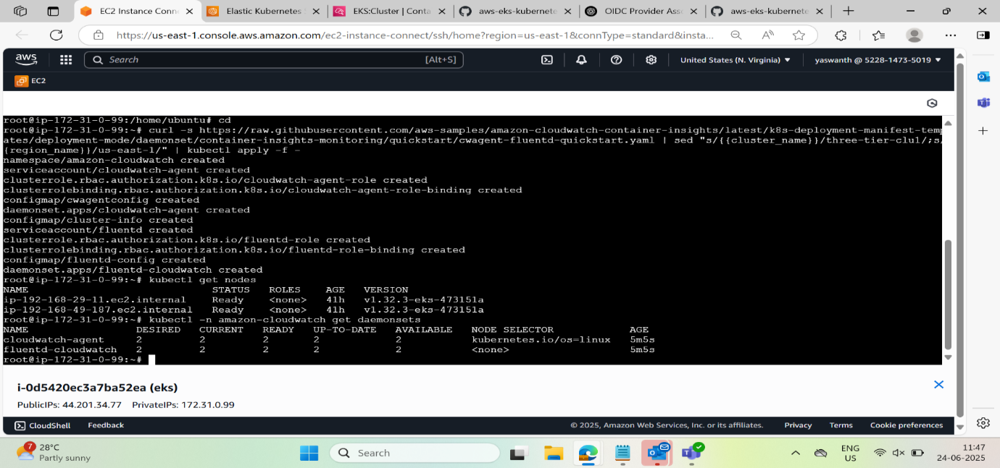 EC2 Instance Conne
Elastic Kubernetes
EKS:Cluster | Conta
aws-eks-kubernete
OIDC Provider Asso
aws-eks-kubernete
https://us-east-1.console.aws.amazon.com/ec2-instance-connect/ssh/home?region=us-east-1&connType=standard&insta...
aws
Search
[Alt+S]
United States (N. Virginia)
yaswanth @ 5228-1473-5019
EC2
root@ip-172-31-0-99:/home/ubuntu# cd
root@ip-172-31-0-99:~# curl -s https://raw.githubusercontent.com/aws-samples/amazon-cloudwatch-container-insights/latest/k8s-deployment-manifest-temp
ates/deployment-mode/daemonset/container-insights-monitoring/quickstart/cwagent-fluentd-quickstart.yaml | sed "s/{{cluster_name}}/three-tier-clu1/;s/
{region_name}}/us-east-1/" | kubectl apply -f -
namespace/amazon-cloudwatch created
serviceaccount/cloudwatch-agent created
clusterrole.rbac.authorization.k8s.io/cloudwatch-agent-role created
clusterrolebinding.rbac.authorization.k8s.io/cloudwatch-agent-role-binding created
configmap/cwagentconfig created
daemonset.apps/cloudwatch-agent created
configmap/cluster-info created
serviceaccount/fluentd created
clusterrole.rbac.authorization.k8s.io/fluentd-role created
clusterrolebinding.rbac.authorization.k8s.io/fluentd-role-binding created
configmap/fluentd-config created
daemonset.apps/fluentd-cloudwatch created
root@ip-172-31-0-99:~# kubectl get nodes
NAME STATUS ROLES AGE VERSION
ip-192-168-29-11.ec2.internal Ready <none> 41h v1.32.3-eks-473151a
ip-192-168-49-187.ec2.internal Ready <none> 41h v1.32.3-eks-473151a
root@ip-172-31-0-99:~# kubectl -n amazon-cloudwatch get daemonsets
NAME DESIRED CURRENT READY UP-TO-DATE AVAILABLE NODE SELECTOR AGE
cloudwatch-agent 2 2 2 2 2 kubernetes.io/os=linux 5m5s
fluentd-cloudwatch 2 2 2 2 2 <none> 5m5s
root@ip-172-31-0-99:~#
i-0d5420ec3a7ba52ea (eks)
PublicIPs: 44.201.34.77 PrivateIPs: 172.31.0.99
CloudShell Feedback
© 2025, Amazon Web Services, Inc. or its affiliates. Privacy Terms Cookie preferences
7
28°C
Partly sunny
Search
ENG
US
11:47
24-06-2025